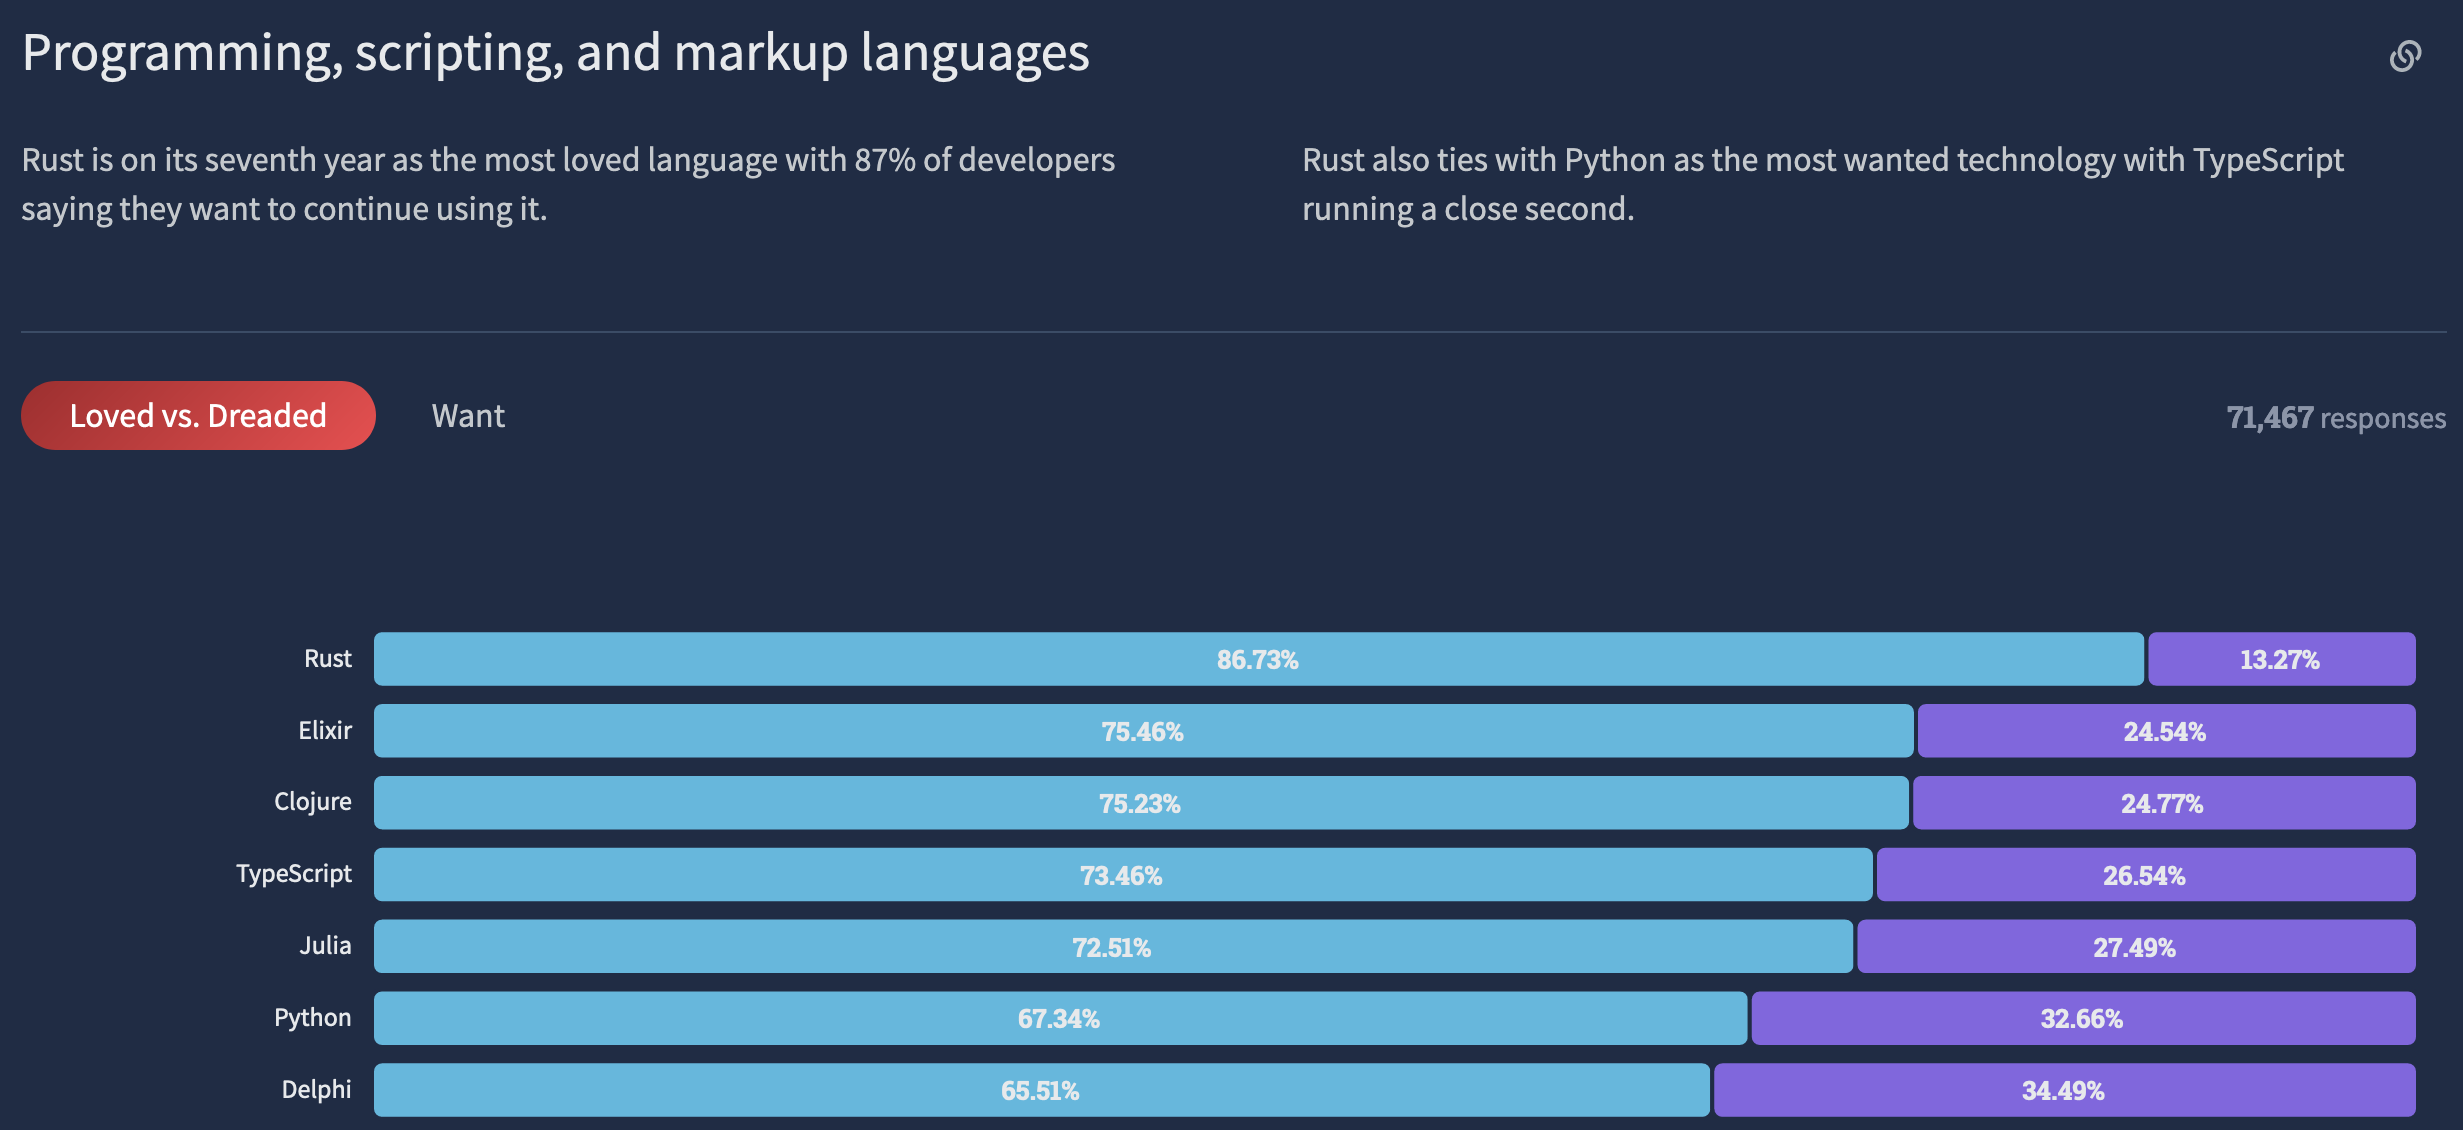 Programming, scripting, and markup languages
Rust is on its seventh year as the most loved language with 87% of developers
saying they want to continue using it.
Rust also ties with Python as the most wanted technology with TypeScript
running a close second.
Loved vs. Dreaded Want 71,467 responses
Rust 86.73% 13.27%
Elixir 75.46% 24.54%
Clojure 75.23% 24.77%
TypeScript 73.46% 26.54%
Julia 72.51% 27.49%
Python 67.34% 32.66%
Delphi 65.51% 34.49%